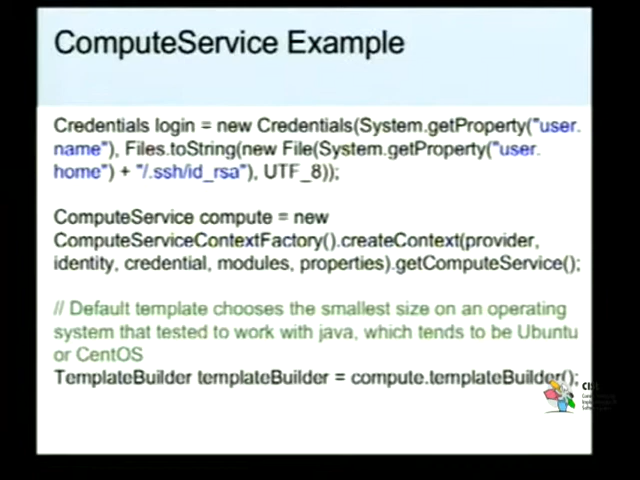 ComputeService Example
Credentials login = new Credentials(System.getProperty("user.
name"), Files.toString(new File(System.getProperty("user.
home") + "/.ssh/id_rsa"), UTF_8));
ComputeService compute = new
ComputeServiceContextFactory().createContext(provider,
identity, credential, modules, properties).getComputeService();
// Default template chooses the smallest size on an operating
system that tested to work with java, which tends to be Ubuntu
or CentOS
TemplateBuilder templateBuilder = compute.templateBuilder();